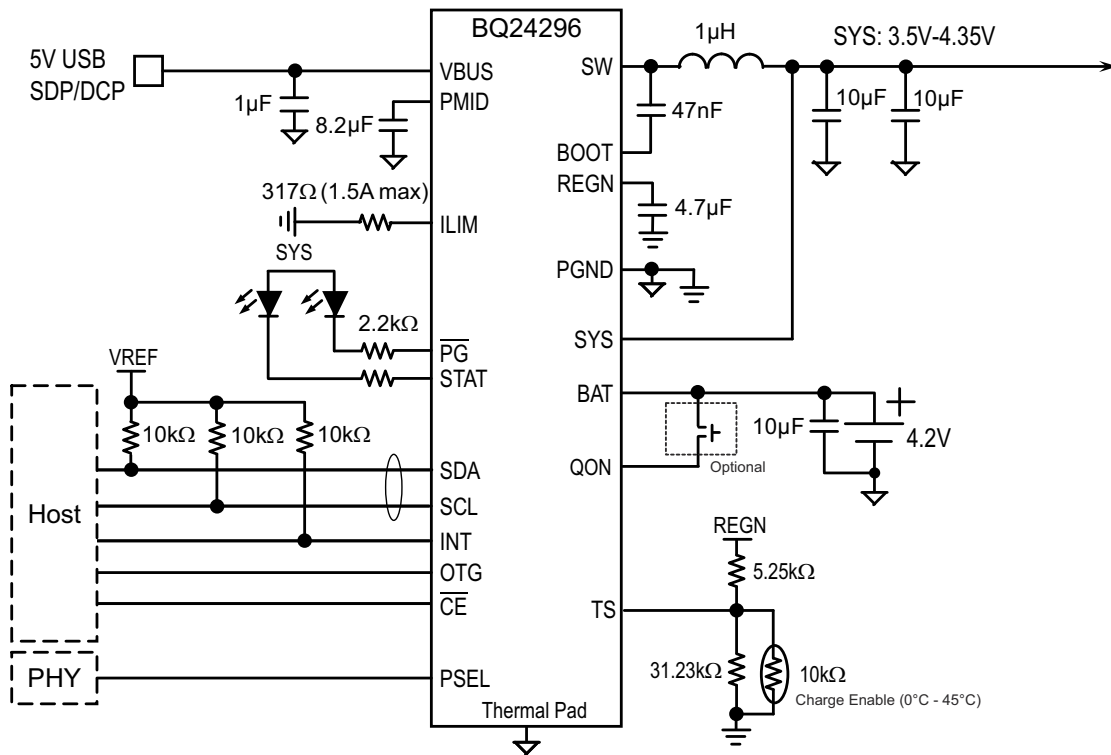 BQ24296
5V USB
SDP/DCP
VBUS
1µF
PMID
8.2µF
317Ω (1.5A max)
ILIM
SYS
2.2kΩ
PG
STAT
VREF
10kΩ
10kΩ
10kΩ
Host
SDA
SCL
INT
OTG
CE
PHY
PSEL
Thermal Pad
SW
1µH
SYS: 3.5V-4.35V
47nF
10µF
10µF
BOOT
REGN
4.7µF
PGND
SYS
BAT
10µF
4.2V
Optional
QON
REGN
5.25kΩ
TS
31.23kΩ
10kΩ
Charge Enable (0°C - 45°C)